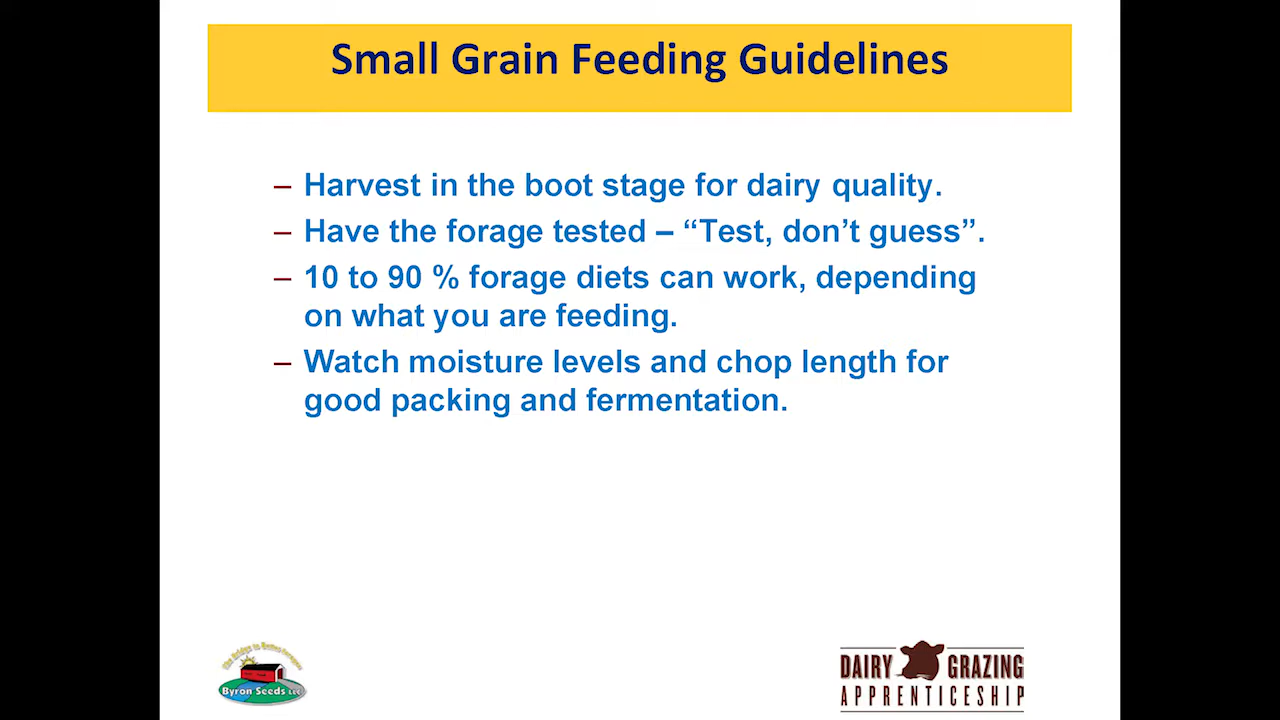 Small Grain Feeding Guidelines
– Harvest in the boot stage for dairy quality.
– Have the forage tested – “Test, don’t guess”.
– 10 to 90 % forage diets can work, depending
on what you are feeding.
– Watch moisture levels and chop length for
good packing and fermentation.
Byron Seeds LLC
DAIRY GRAZING
APPRENTICESHIP